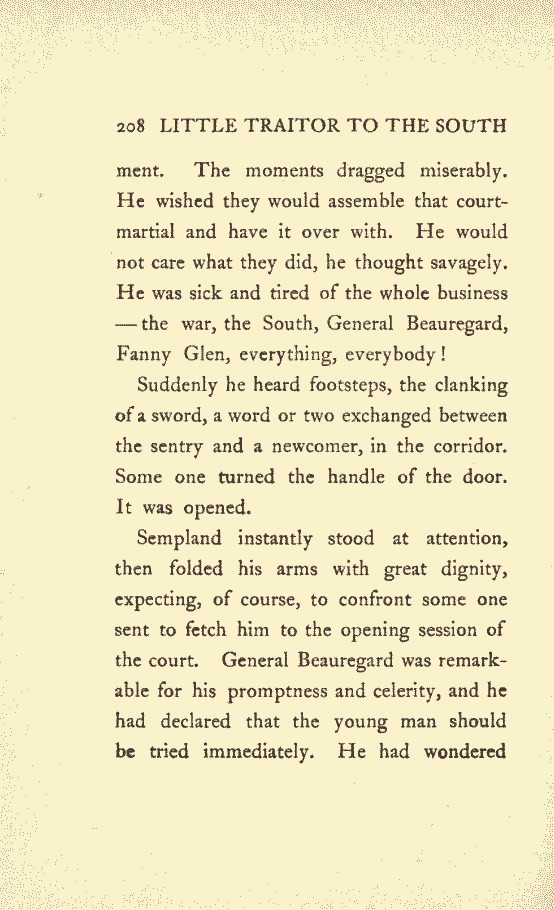 208 LITTLE TRAITOR TO THE SOUTH
ment. The moments dragged miserably.
He wished they would assemble that court-
martial and have it over with. He would
not care what they did, he thought savagely.
He was sick and tired of the whole business
—the war, the South, General Beauregard,
Fanny Glen, everything, everybody!
Suddenly he heard footsteps, the clanking
of a sword, a word or two exchanged between
the sentry and a newcomer, in the corridor.
Some one turned the handle of the door.
It was opened.
Sempland instantly stood at attention,
then folded his arms with great dignity,
expecting, of course, to confront some one
sent to fetch him to the opening session of
the court. General Beauregard was remark-
able for his promptness and celerity, and he
had declared that the young man should
be tried immediately. He had wondered